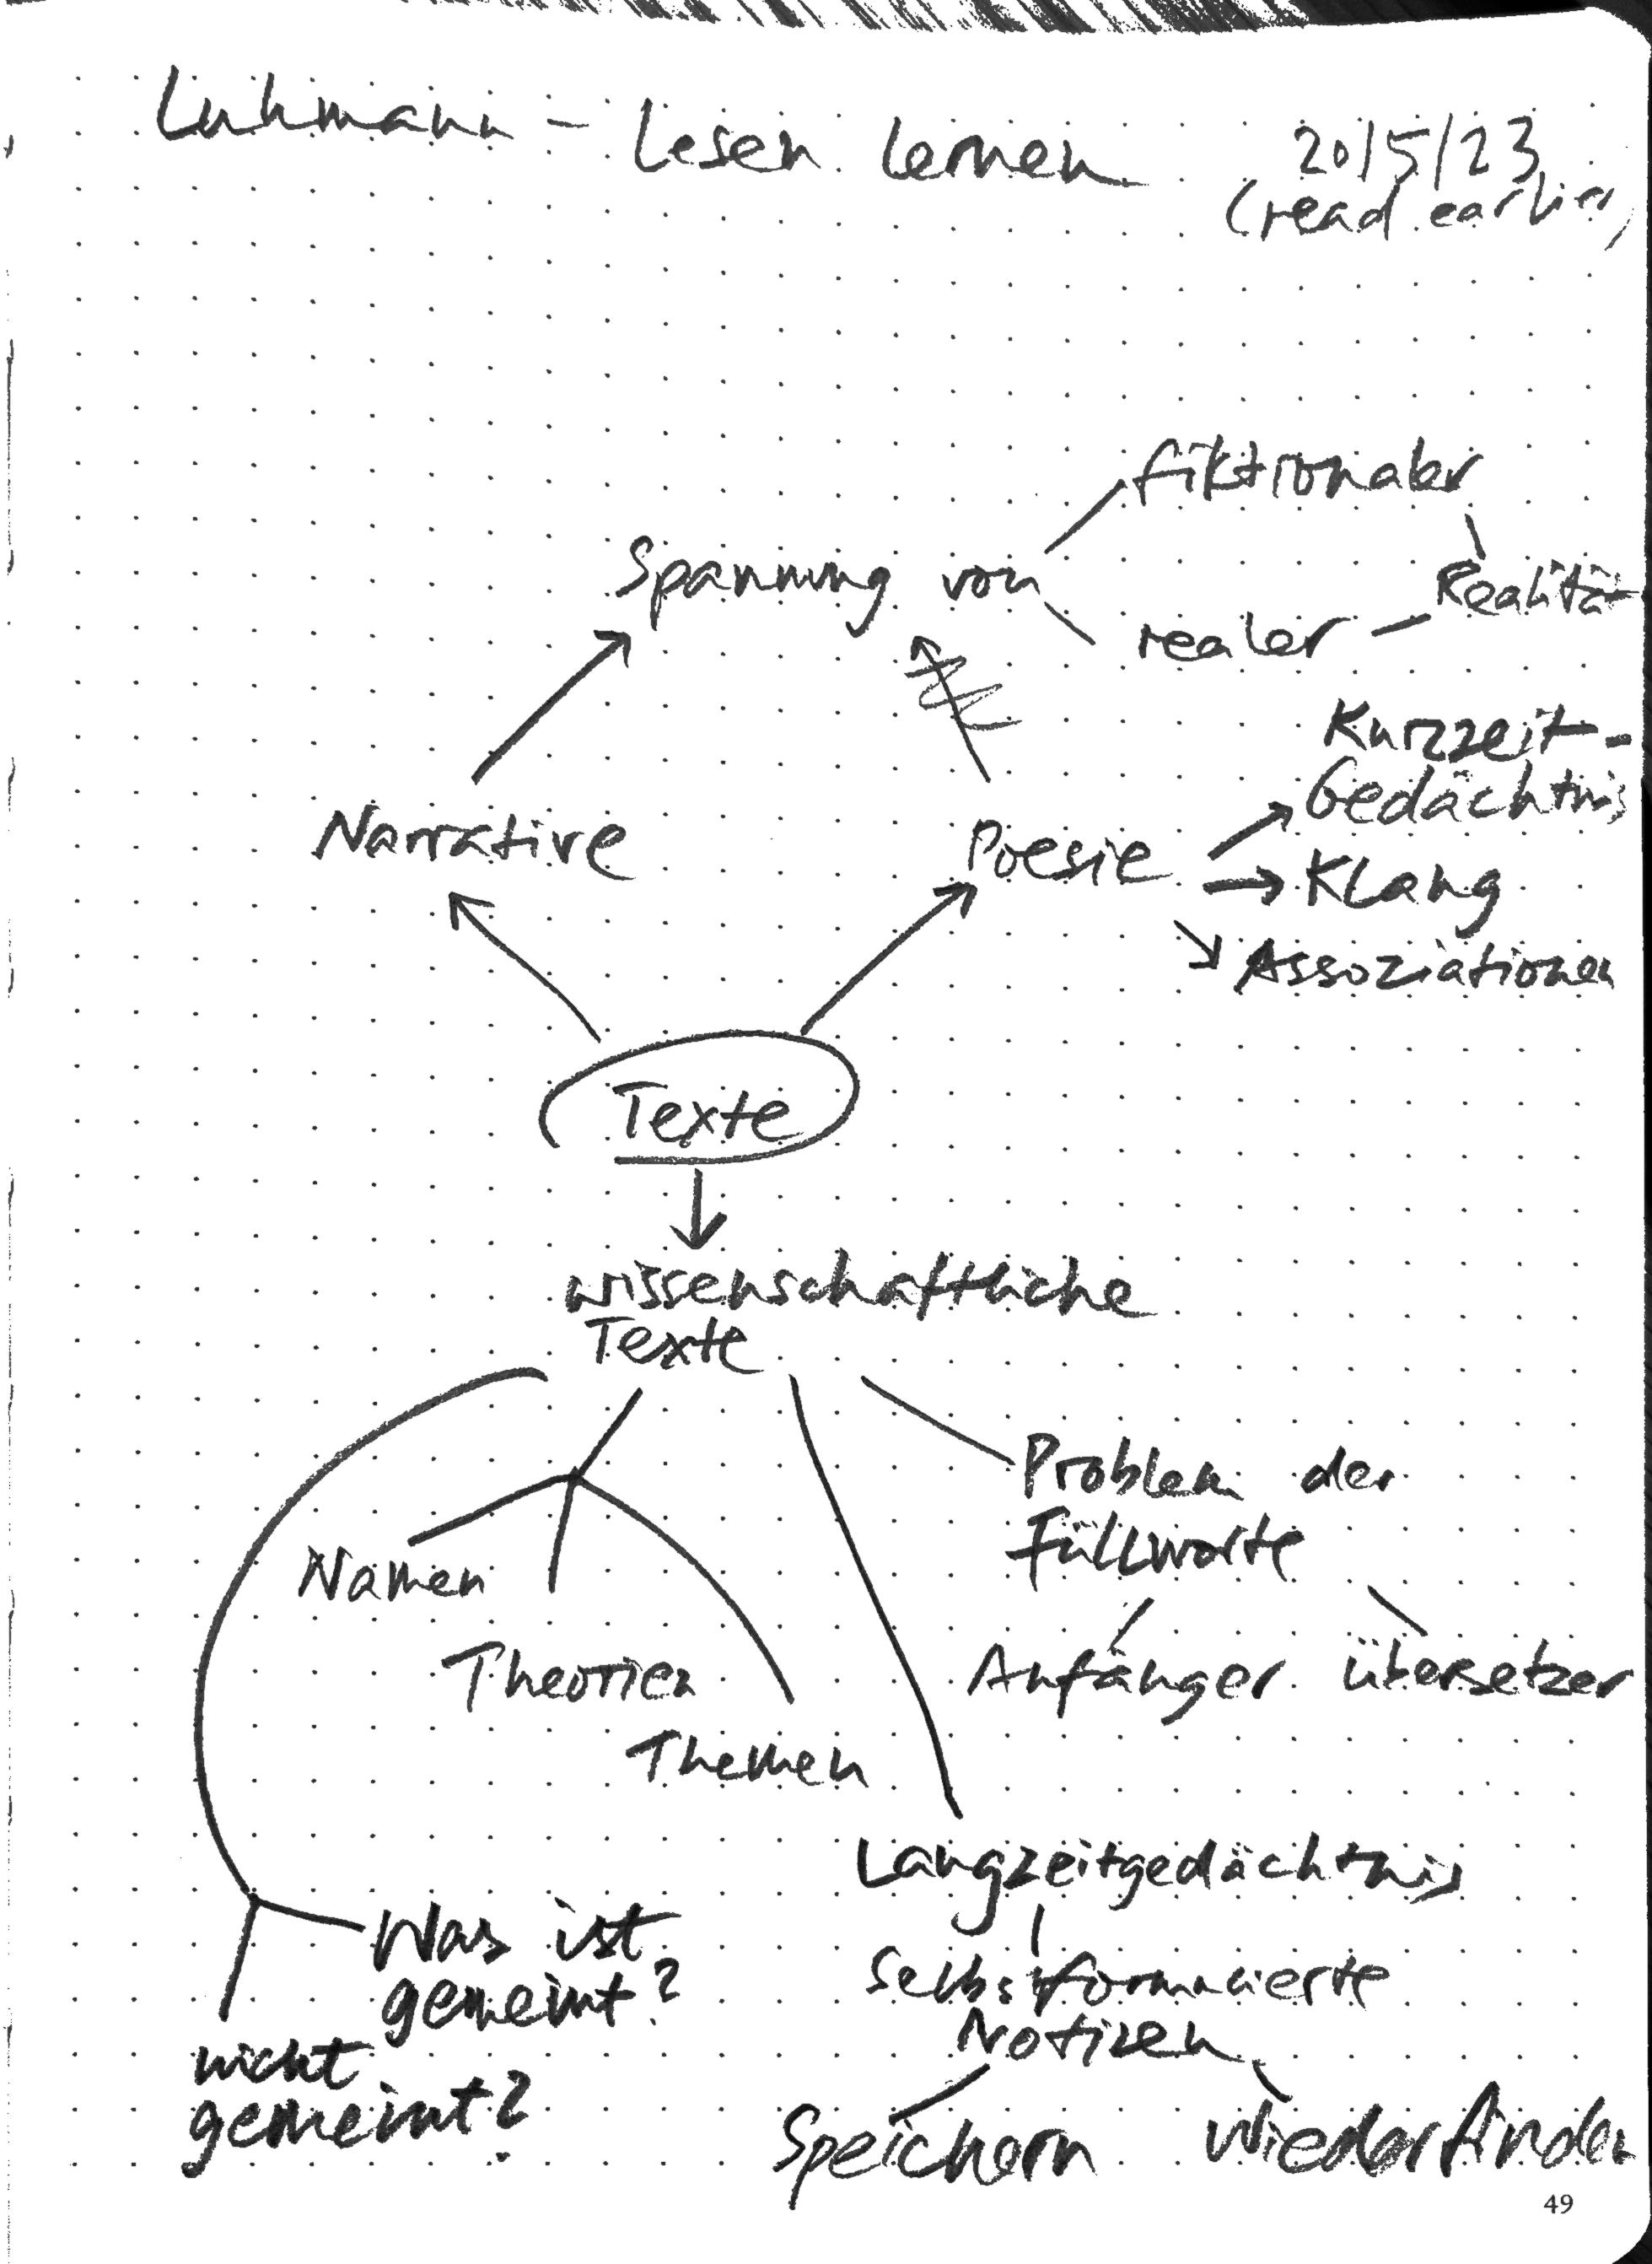 Luhmann - Lesen lernen
2015/23
(read earlier)
fiktionaler
Spannung von
Realität
realer
Kurzzeit-
Gedächtnis
Narrative
Poesie
Klang
Assoziationen
Texte
wissenschaftliche
Texte
Problem der
Füllworte
Namen
Anfänger übersetzer
Theorien
Themen
Langzeitgedächtnis
Was ist
gemeint?
selbstformulierte
Notizen
nicht
gemeint?
Speichern wiederfinden
49